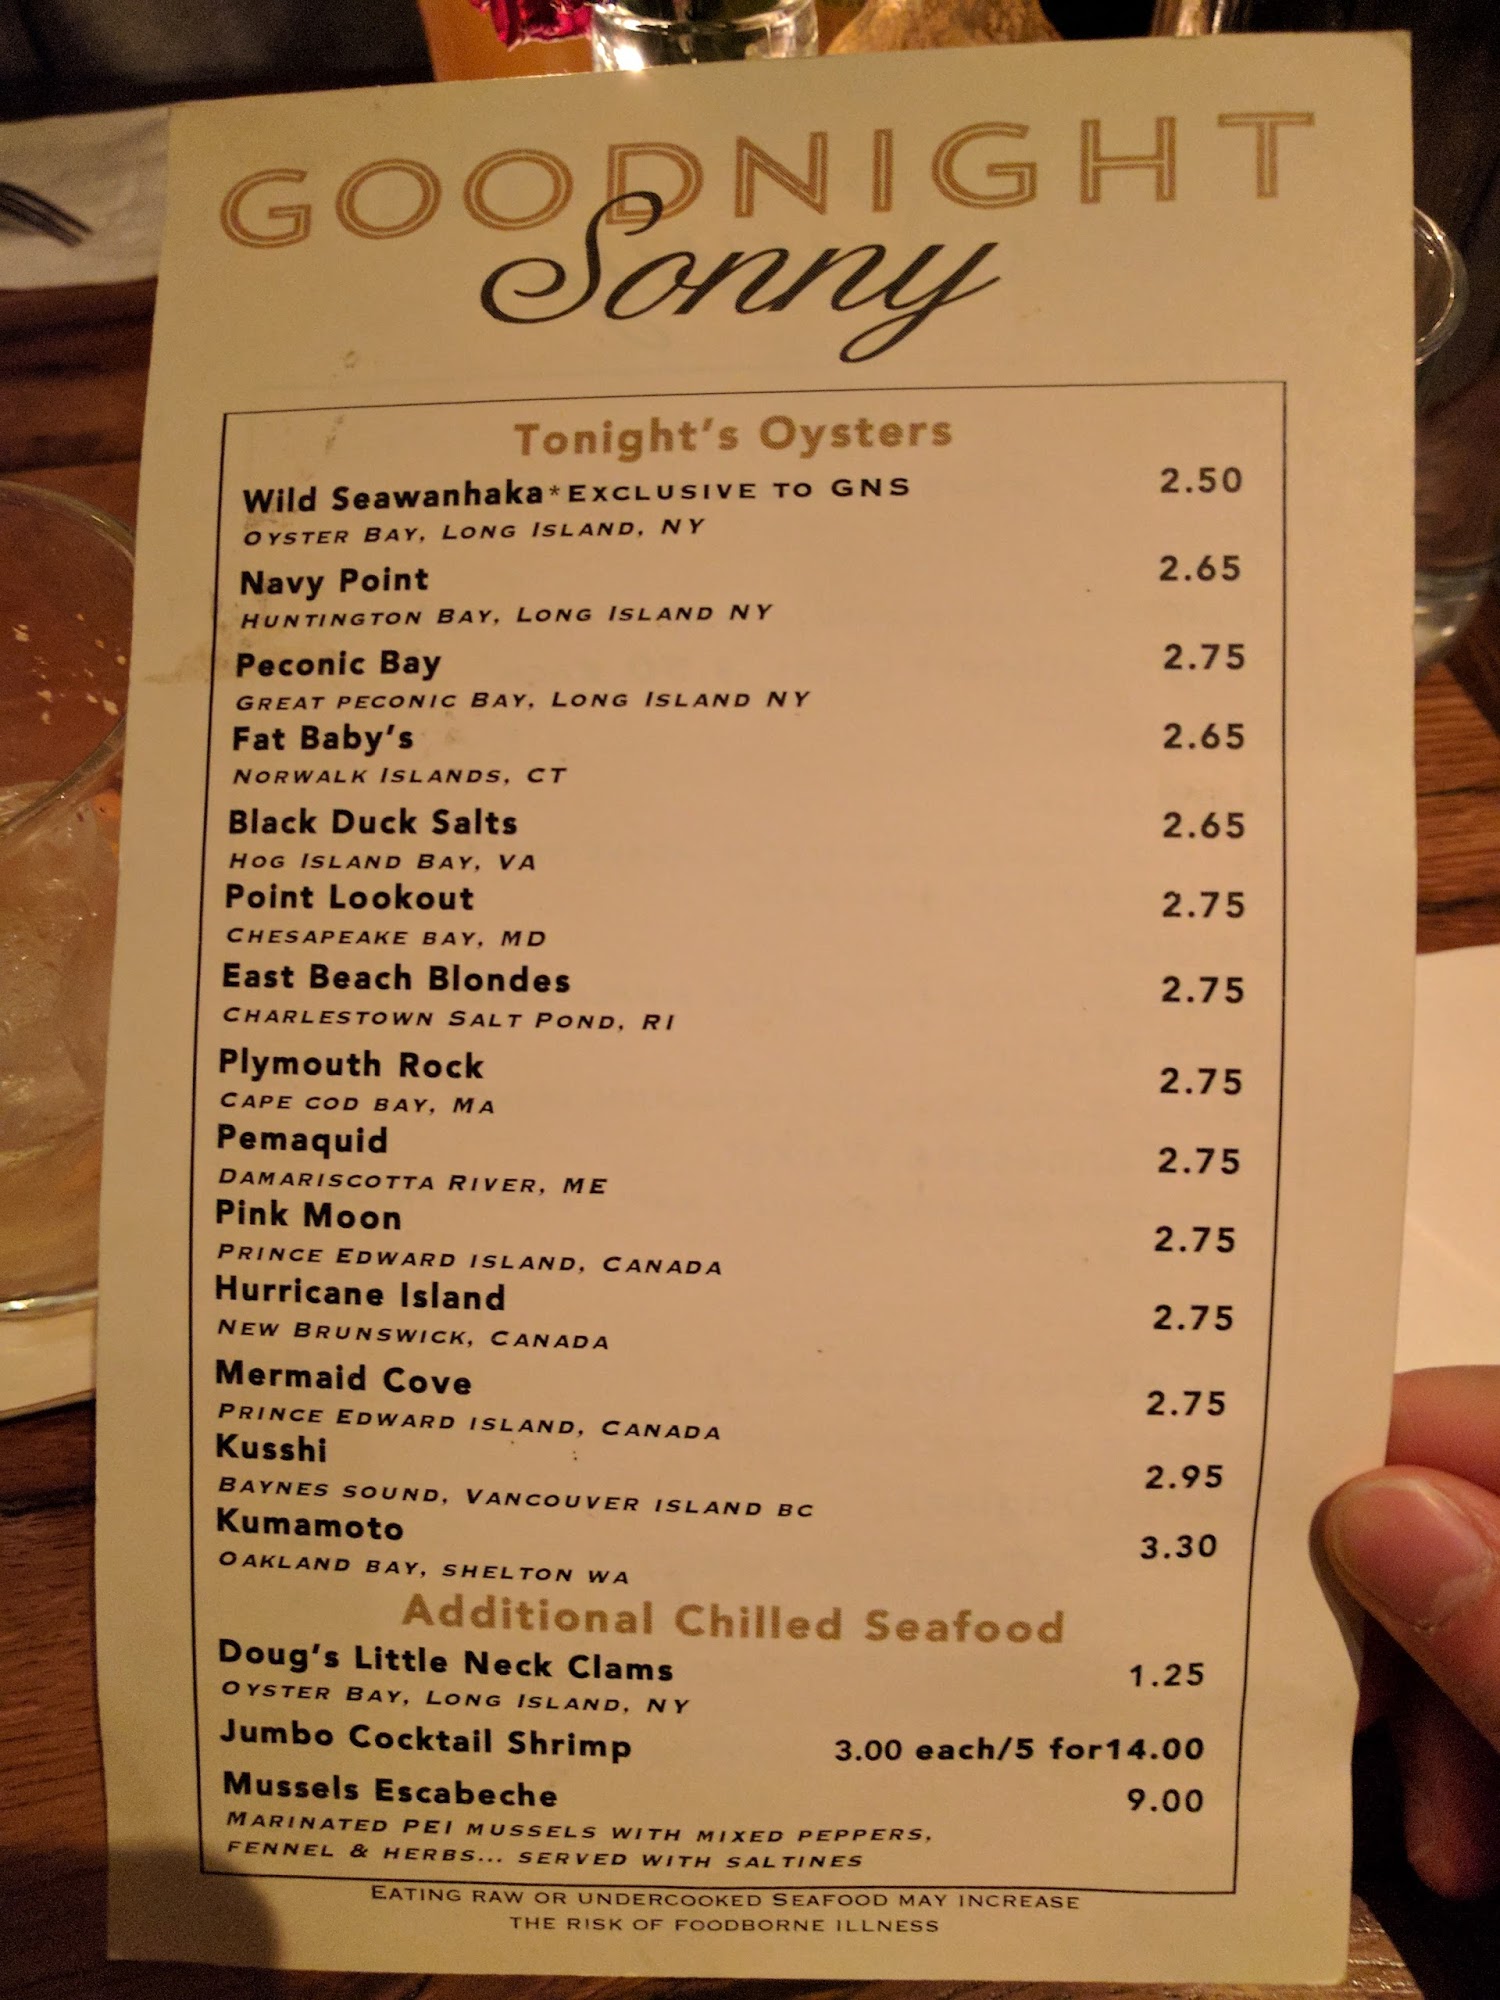 GOODNIGHT
Sonny
Tonight's Oysters
Wild Seawanhaka*EXCLUSIVE TO GNS 2.50
OYSTER BAY, LONG ISLAND, NY
Navy Point 2.65
HUNTINGTON BAY, LONG ISLAND NY
Peconic Bay 2.75
GREAT PECONIC BAY, LONG ISLAND NY
Fat Baby's 2.65
NORWALK ISLANDS, CT
Black Duck Salts 2.65
HOG ISLAND BAY, VA
Point Lookout 2.75
CHESAPEAKE BAY, MD
East Beach Blondes 2.75
CHARLESTOWN SALT POND, RI
Plymouth Rock 2.75
CAPE COD BAY, MA
Pemaquid 2.75
DAMARISCOTTA RIVER, ME
Pink Moon 2.75
PRINCE EDWARD ISLAND, CANADA
Hurricane Island 2.75
NEW BRUNSWICK, CANADA
Mermaid Cove 2.75
PRINCE EDWARD ISLAND, CANADA
Kusshi 2.95
BAYNES SOUND, VANCOUVER ISLAND BC
Kumamoto 3.30
OAKLAND BAY, SHELTON WA
Additional Chilled Seafood
Doug's Little Neck Clams 1.25
OYSTER BAY, LONG ISLAND, NY
Jumbo Cocktail Shrimp 3.00 each/5 for14.00
Mussels Escabeche 9.00
MARINATED PEI MUSSELS WITH MIXED PEPPERS,
FENNEL & HERBS... SERVED WITH SALTINES
EATING RAW OR UNDERCOOKED SEAFOOD MAY INCREASE
THE RISK OF FOODBORNE ILLNESS